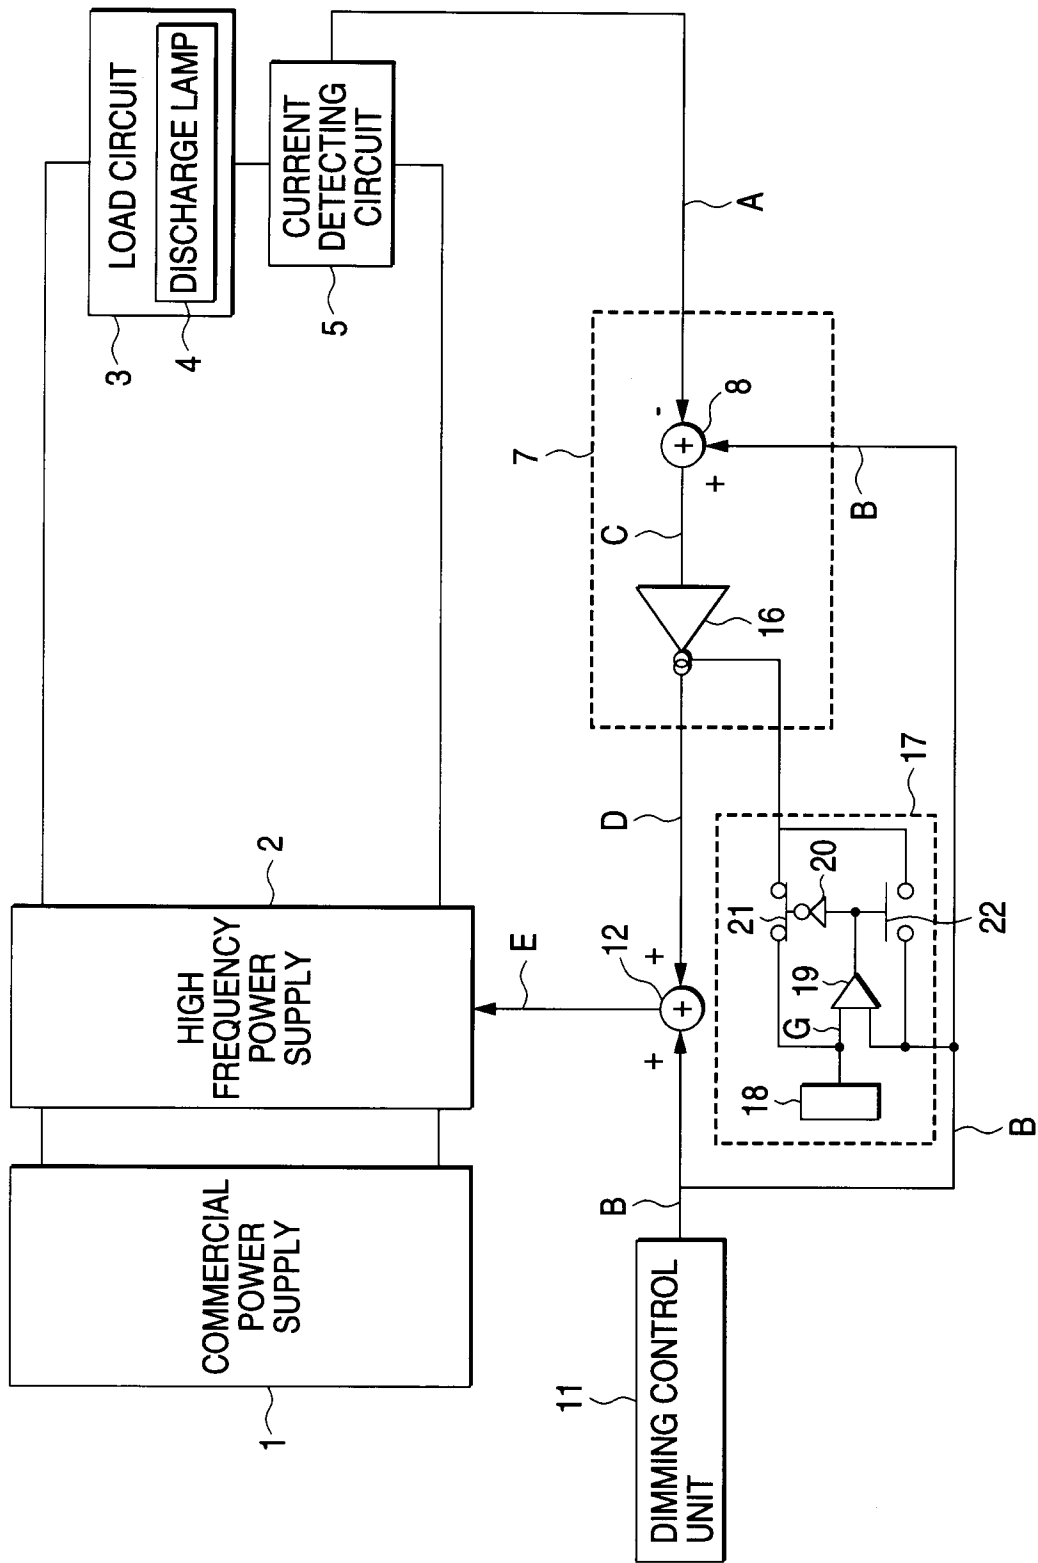 COMMERCIAL
POWER
SUPPLY
1
HIGH
FREQUENCY
POWER
SUPPLY
2
LOAD CIRCUIT
DISCHARGE LAMP
3
4
CURRENT
DETECTING
CIRCUIT
5
A
E
7
-
8
+
+
C
16
B
D
12
+
+
+
B
DIMMING CONTROL
UNIT
11
17
18
G
19
20
21
22
B